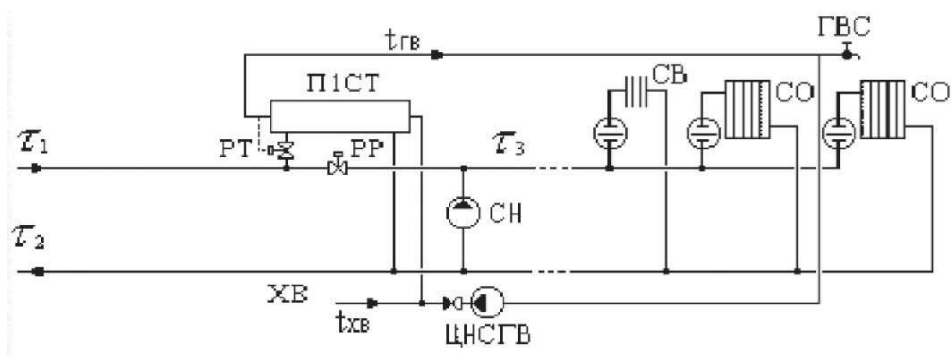 ГВС
tгв
П1СТ
СВ
СО
СО
τ1
РТ
РР
τ3
СН
τ2
ХВ
tхв
ЦНСГВ